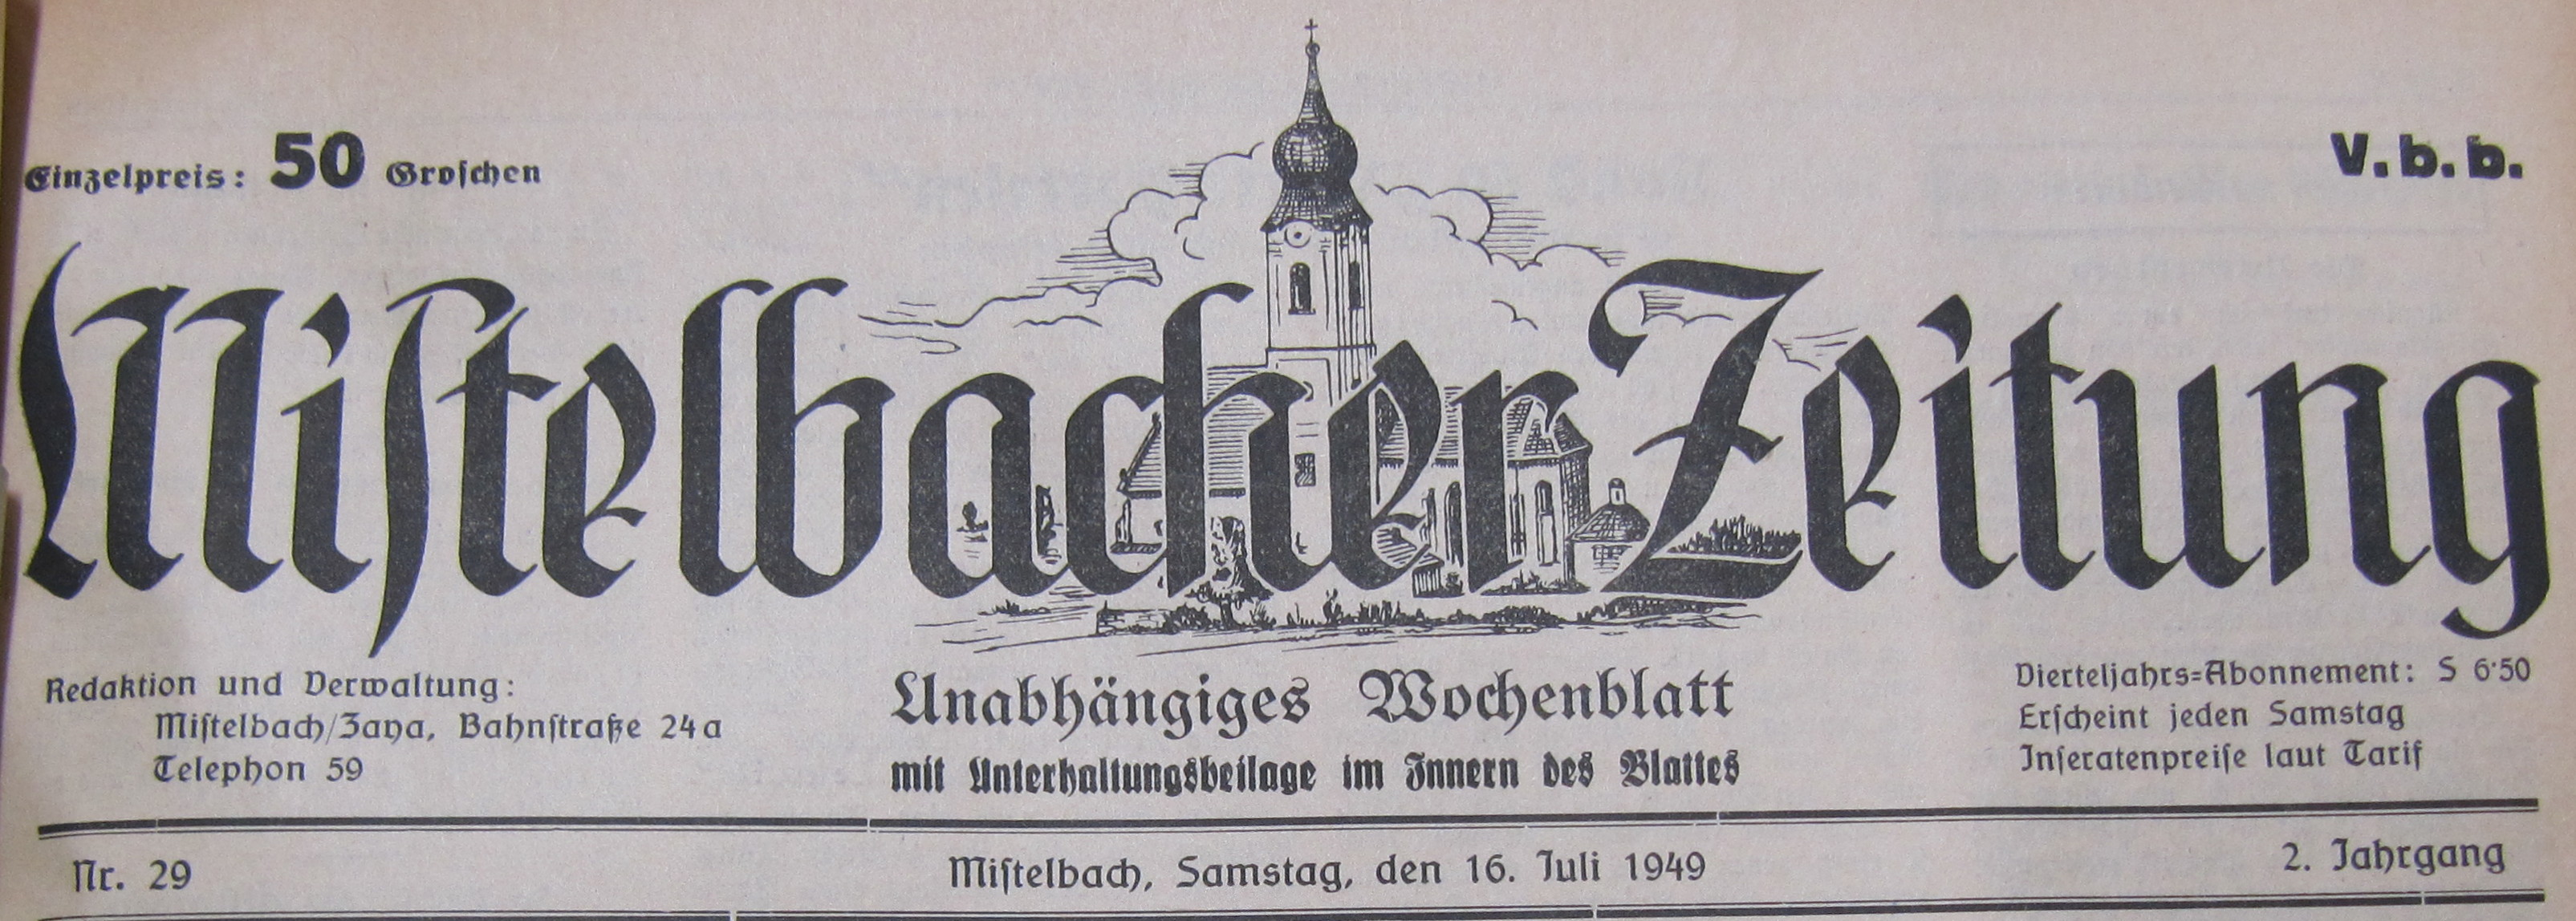 Einzelpreis: 50 Groschen
V. b. b.
Mistelbacher Zeitung
Redaktion und Verwaltung:
Mistelbach/Zaya, Bahnstraße 24a
Telephon 59
Unabhängiges Wochenblatt
mit Unterhaltungsbeilage im Innern des Blattes
Vierteljahrs=Abonnement: S 6·50
Erscheint jeden Samstag
Inseratenpreise laut Tarif
Nr. 29
Mistelbach, Samstag, den 16. Juli 1949
2. Jahrgang